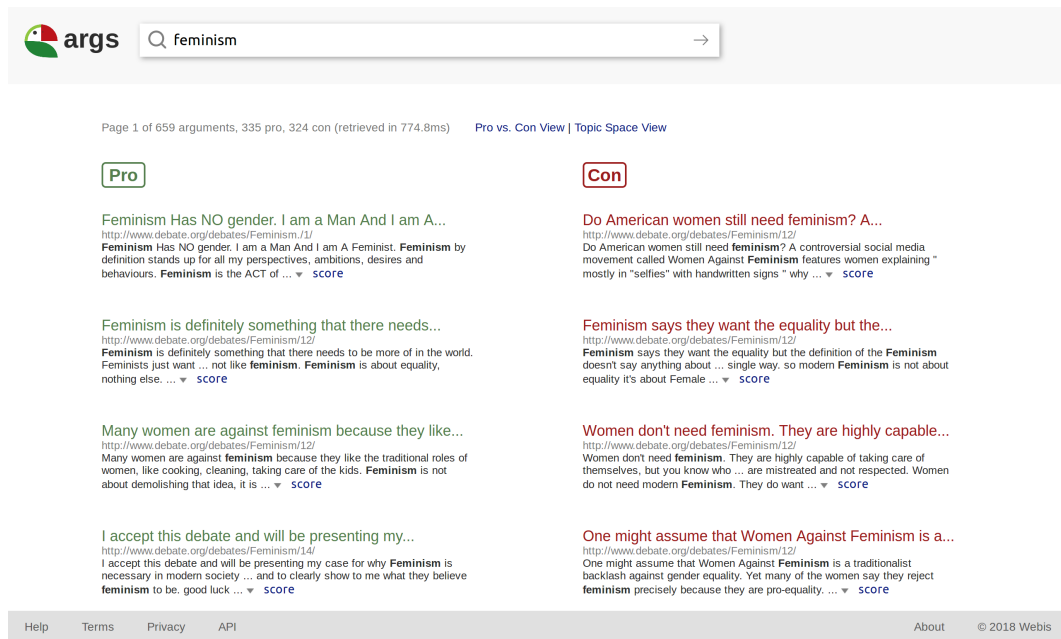 args
feminism
Page 1 of 659 arguments, 335 pro, 324 con (retrieved in 774.8ms) Pro vs. Con View | Topic Space View
Pro
Feminism Has NO gender. I am a Man And I am A...
http://www.debate.org/debates/Feminism./1/
Feminism Has NO gender. I am a Man And I am A Feminist. Feminism by
definition stands up for all my perspectives, ambitions, desires and
behaviours. Feminism is the ACT of ... ▼ score
Feminism is definitely something that there needs...
http://www.debate.org/debates/Feminism/12/
Feminism is definitely something that there needs to be more of in the world.
Feminists just want ... not like feminism. Feminism is about equality,
nothing else. ... ▼ score
Many women are against feminism because they like...
http://www.debate.org/debates/Feminism/12/
Many women are against feminism because they like the traditional roles of
women, like cooking, cleaning, taking care of the kids. Feminism is not
about demolishing that idea, it is ... ▼ score
I accept this debate and will be presenting my...
http://www.debate.org/debates/Feminism/14/
I accept this debate and will be presenting my case for why Feminism is
necessary in modern society ... and to clearly show to me what they believe
feminism to be. good luck ... ▼ score
Con
Do American women still need feminism? A...
http://www.debate.org/debates/Feminism/12/
Do American women still need feminism? A controversial social media
movement called Women Against Feminism features women explaining "
mostly in "selfies" with handwritten signs " why ... ▼ score
Feminism says they want the equality but the...
http://www.debate.org/debates/Feminism/12/
Feminism says they want the equality but the definition of the Feminism
doesn't say anything about ... single way. so modern Feminism is not about
equality it's about Female ... ▼ score
Women don't need feminism. They are highly capable...
http://www.debate.org/debates/Feminism/12/
Women don't need feminism. They are highly capable of taking care of
themselves, but you know who ... are mistreated and not respected. Women
do not need modern Feminism. They do want ... ▼ score
One might assume that Women Against Feminism is a...
http://www.debate.org/debates/Feminism/12/
One might assume that Women Against Feminism is a traditionalist
backlash against gender equality. Yet many of the women say they reject
feminism precisely because they are pro-equality. ... ▼ score
Help Terms Privacy API About © 2018 Webis